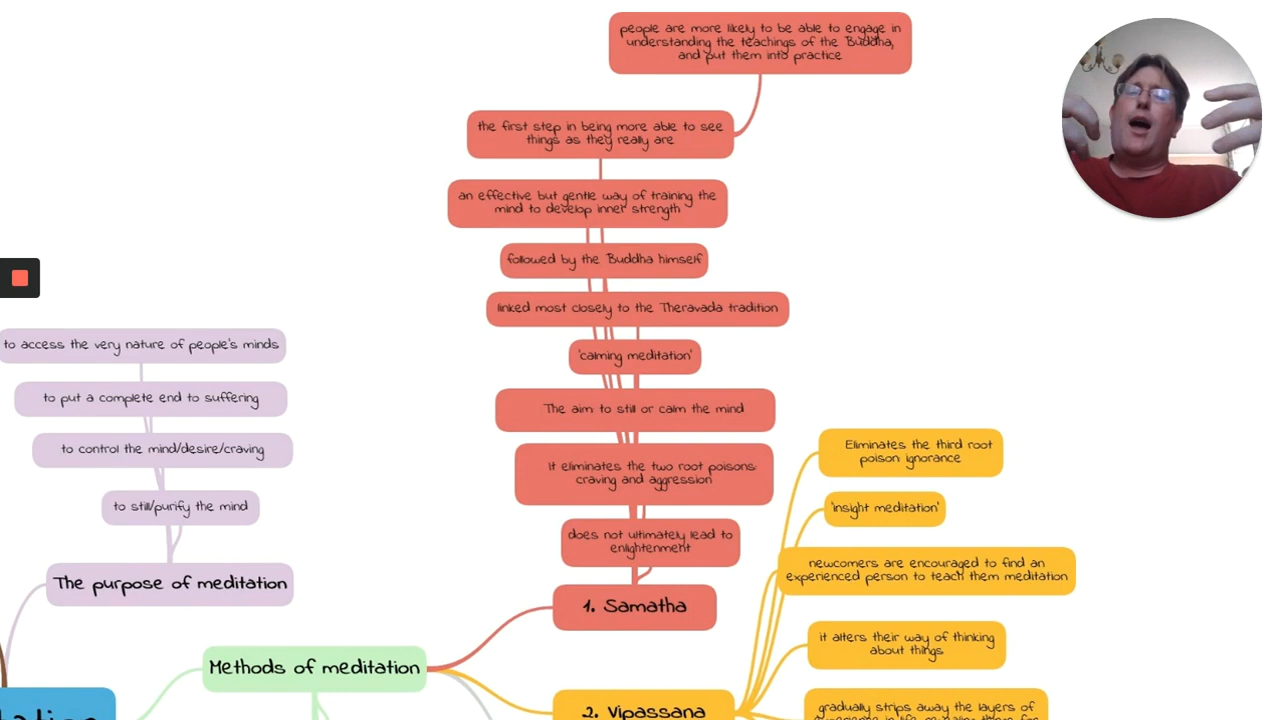 people are more likely to be able to engage in
understanding the teachings of the Buddha,
and put them into practice
the first step in being more able to see
things as they really are
an effective but gentle way of training the
mind to develop inner strength
followed by the Buddha himself
linked most closely to the Theravada tradition
'calming meditation'
The aim to still or calm the mind
It eliminates the two root poisons:
craving and aggression
does not ultimately lead to
enlightenment
1. Samatha
to access the very nature of people's minds
to put a complete end to suffering
to control the mind/desire/craving
to still/purify the mind
The purpose of meditation
Methods of meditation
Eliminates the third root
poison ignorance
'insight meditation'
newcomers are encouraged to find an
experienced person to teach them meditation
it alters their way of thinking
about things
2. Vipassana
gradually strips away the layers of